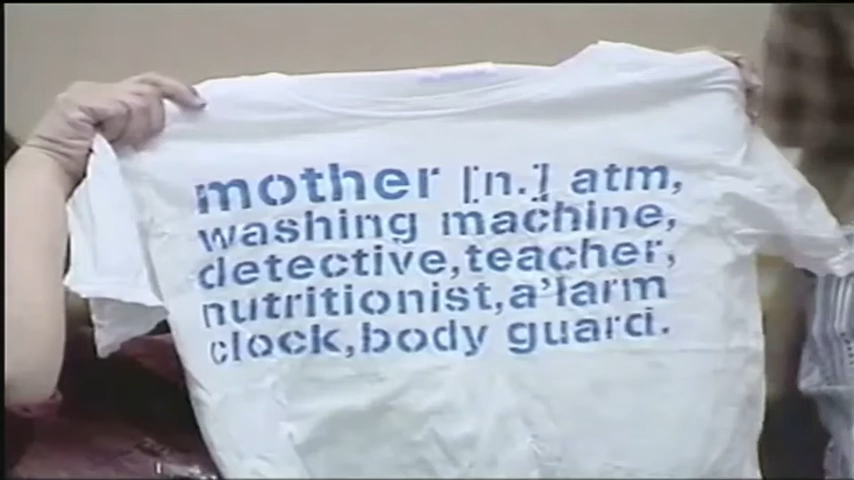 mother [n.] atm,
washing machine,
detective,teacher,
nutritionist,a'larm
clock,body guard.